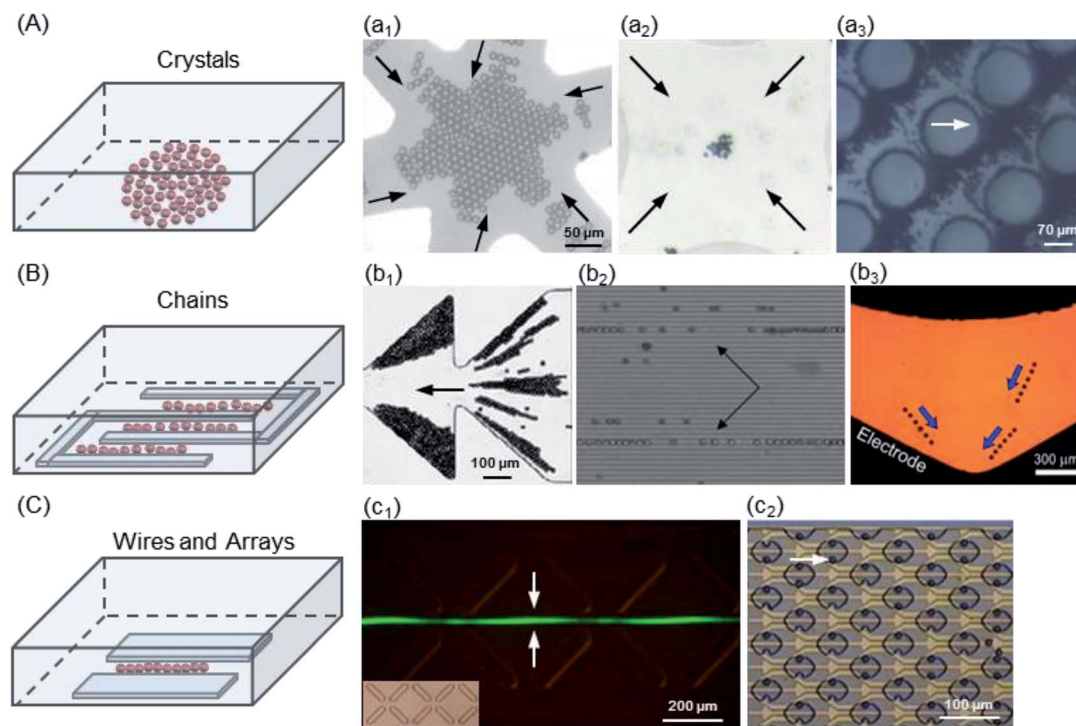 (A)
Crystals
(a1)
50 µm
(a2)
(a3)
70 µm
(B)
Chains
(b1)
100 µm
(b2)
(b3)
Electrode
300 µm
(C)
Wires and Arrays
(c1)
200 µm
(c2)
100 µm